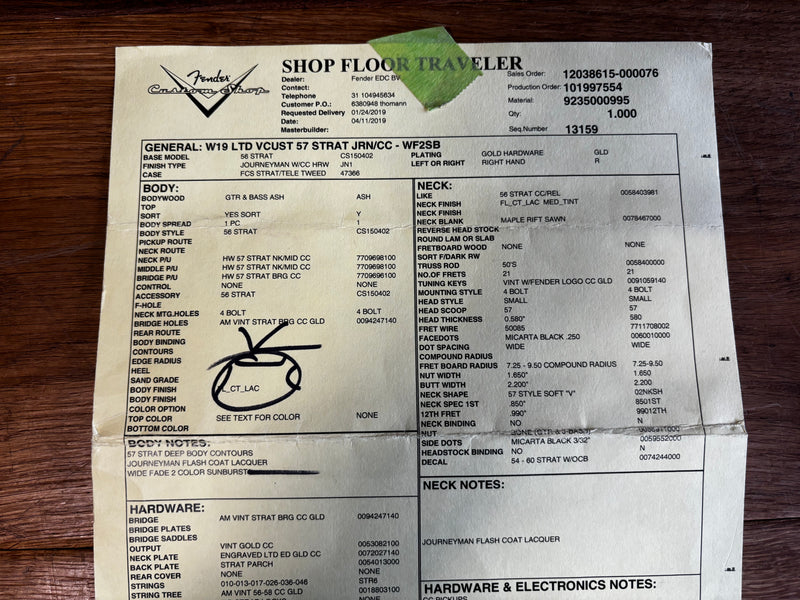 Fender
Custom Shop
SHOP FLOOR TRAVELER
Dealer: Fender EDC BV
Contact:
Telephone 31 104945634
Customer P.O.: 6380948 thomann
Requested Delivery 01/24/2019
Date: 04/11/2019
Masterbuilder:
Sales Order: 12038615-000076
Production Order: 101997554
Material: 9235000995
Qty: 1.000
Seq.Number 13159
GENERAL: W19 LTD VCUST 57 STRAT JRN/CC - WF2SB
BASE MODEL 56 STRAT CS150402 PLATING GOLD HARDWARE GLD
FINISH TYPE JOURNEYMAN W/CC HRW JN1 LEFT OR RIGHT RIGHT HAND R
CASE FCS STRAT/TELE TWEED 47366
BODY:
BODYWOOD GTR & BASS ASH ASH
TOP
SORT YES SORT Y
BODY SPREAD 1 PC 1
BODY STYLE 56 STRAT CS150402
PICKUP ROUTE
NECK ROUTE
NECK P/U HW 57 STRAT NK/MID CC 7709698100
MIDDLE P/U HW 57 STRAT NK/MID CC 7709698100
BRIDGE P/U HW 57 STRAT BRG CC 7709696100
CONTROL NONE NONE
ACCESSORY 56 STRAT CS150402
F-HOLE
NECK MTG.HOLES 4 BOLT 4 BOLT
BRIDGE HOLES AM VINT STRAT BRG CC GLD 0094247140
REAR ROUTE
BODY BINDING
CONTOURS
EDGE RADIUS
HEEL
SAND GRADE
BODY FINISH L_CT_LAC
BODY FINISH
COLOR OPTION
TOP COLOR SEE TEXT FOR COLOR NONE
BOTTOM COLOR
BODY NOTES:
57 STRAT DEEP BODY CONTOURS
JOURNEYMAN FLASH COAT LACQUER
WIDE FADE 2 COLOR SUNBURST
HARDWARE:
BRIDGE AM VINT STRAT BRG CC GLD 0094247140
BRIDGE PLATES
BRIDGE SADDLES
OUTPUT VINT GOLD CC 0053082100
NECK PLATE ENGRAVED LTD ED GLD CC 0072027140
BACK PLATE STRAT PARCH 0054013000
REAR COVER NONE NONE
STRINGS 010-013-017-026-036-046 STR6
STRING TREE AM VINT 56-58 CC GLD 0018803100
NECK:
LIKE 56 STRAT CC/REL 0058403981
NECK FINISH FL_CT_LAC MED_TINT
NECK FINISH
NECK BLANK MAPLE RIFT SAWN 0078467000
REVERSE HEAD STOCK
ROUND LAM OR SLAB
FRETBOARD WOOD NONE NONE
SORT F/DARK RW
TRUSS ROD 50'S 0058400000
NO.OF FRETS 21 21
TUNING KEYS VINT W/FENDER LOGO CC GLD 0091059140
MOUNTING STYLE 4 BOLT 4 BOLT
HEAD STYLE SMALL SMALL
HEAD SCOOP 57 57
HEAD THICKNESS 0.580" 580
FRET WIRE 50085 7711708002
FACEDOTS MICARTA BLACK .250 0060010000
DOT SPACING WIDE WIDE
COMPOUND RADIUS
FRET BOARD RADIUS 7.25 - 9.50 COMPOUND RADIUS 7.25-9.50
NUT WIDTH 1.650" 1.650
BUTT WIDTH 2.200" 2.200
NECK SHAPE 57 STYLE SOFT "V" 02NKSH
NECK SPEC 1ST .850" 8501ST
12TH FRET .990" 99012TH
NECK BINDING NO N
NUT BONE (GTR & J-BASS)
SIDE DOTS MICARTA BLACK 3/32" 0059552000
HEADSTOCK BINDING NO N
DECAL 54 - 60 STRAT W/OCB 0074244000
NECK NOTES:
JOURNEYMAN FLASH COAT LACQUER
HARDWARE & ELECTRONICS NOTES:
CC PICKUPS